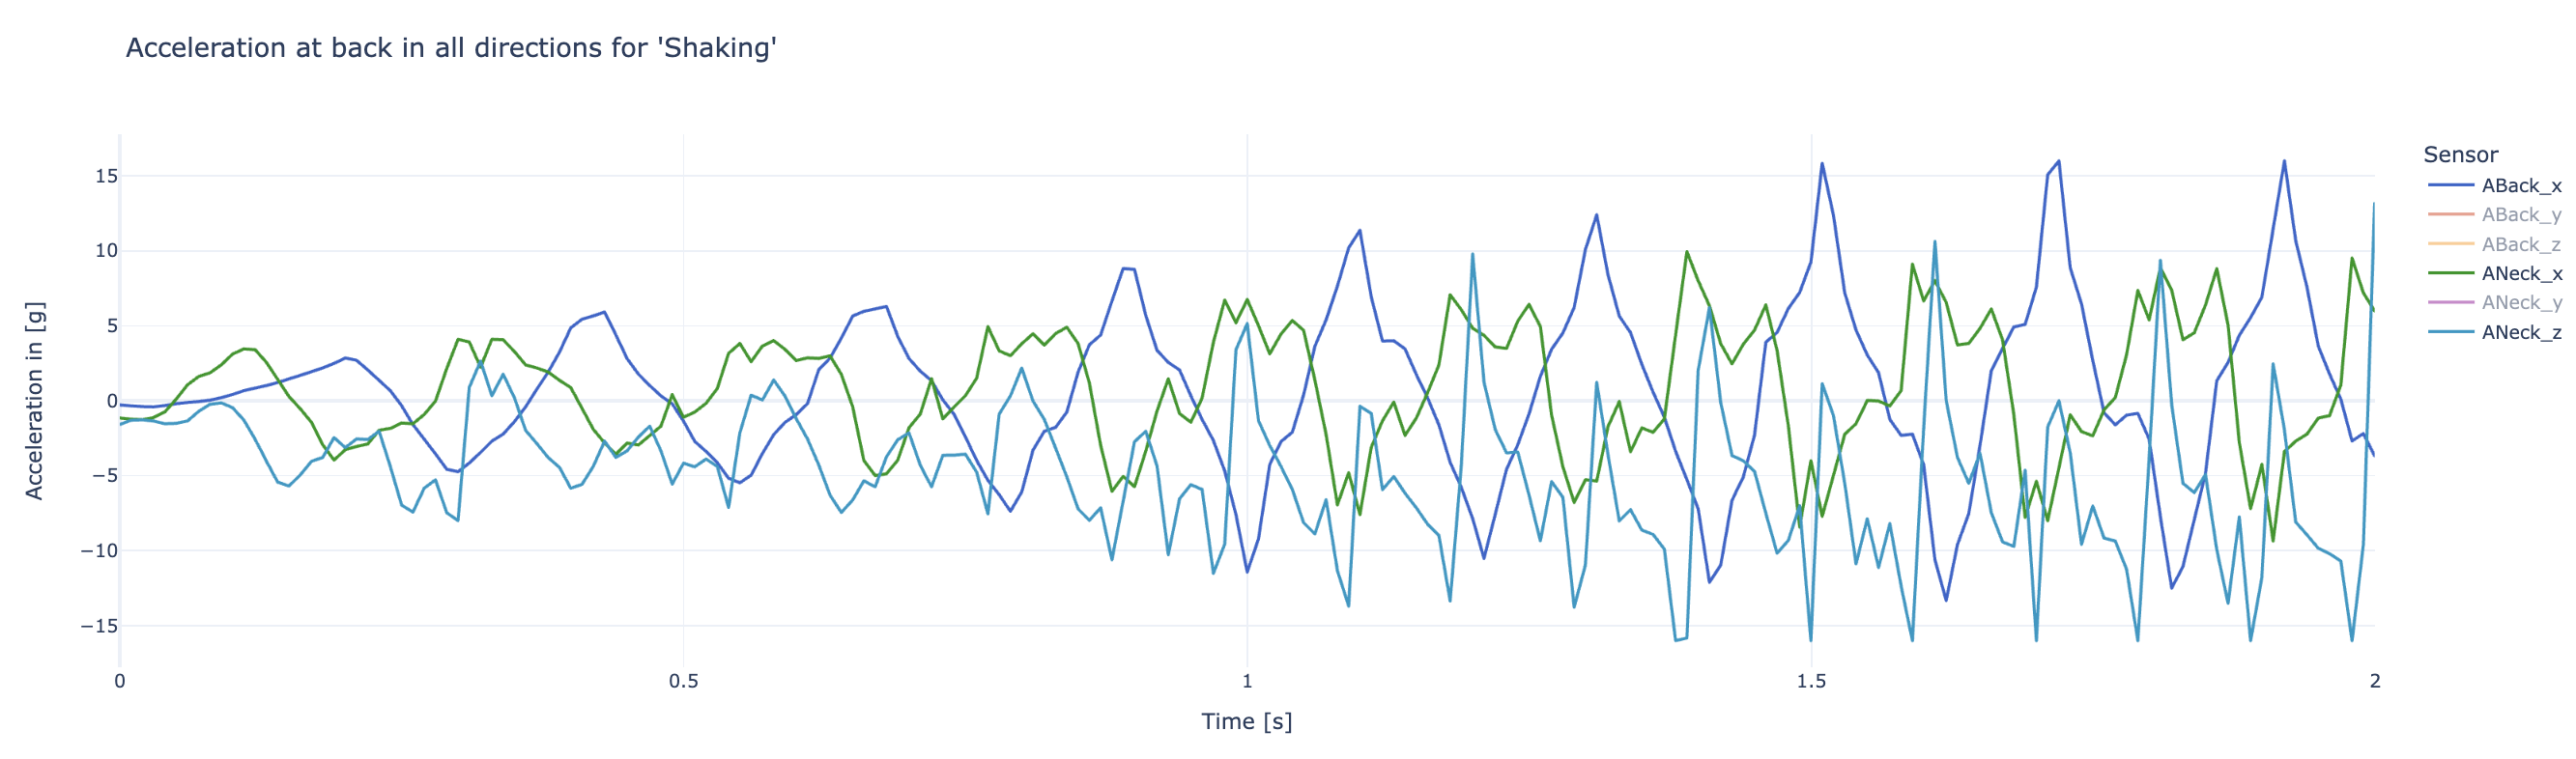 Acceleration at back in all directions for 'Shaking'
Sensor
ABack_x
ABack_y
ABack_z
ANeck_x
ANeck_y
ANeck_z
Acceleration in [g]
15
10
5
0
−5
−10
−15
0 0.5 1 1.5 2
Time [s]